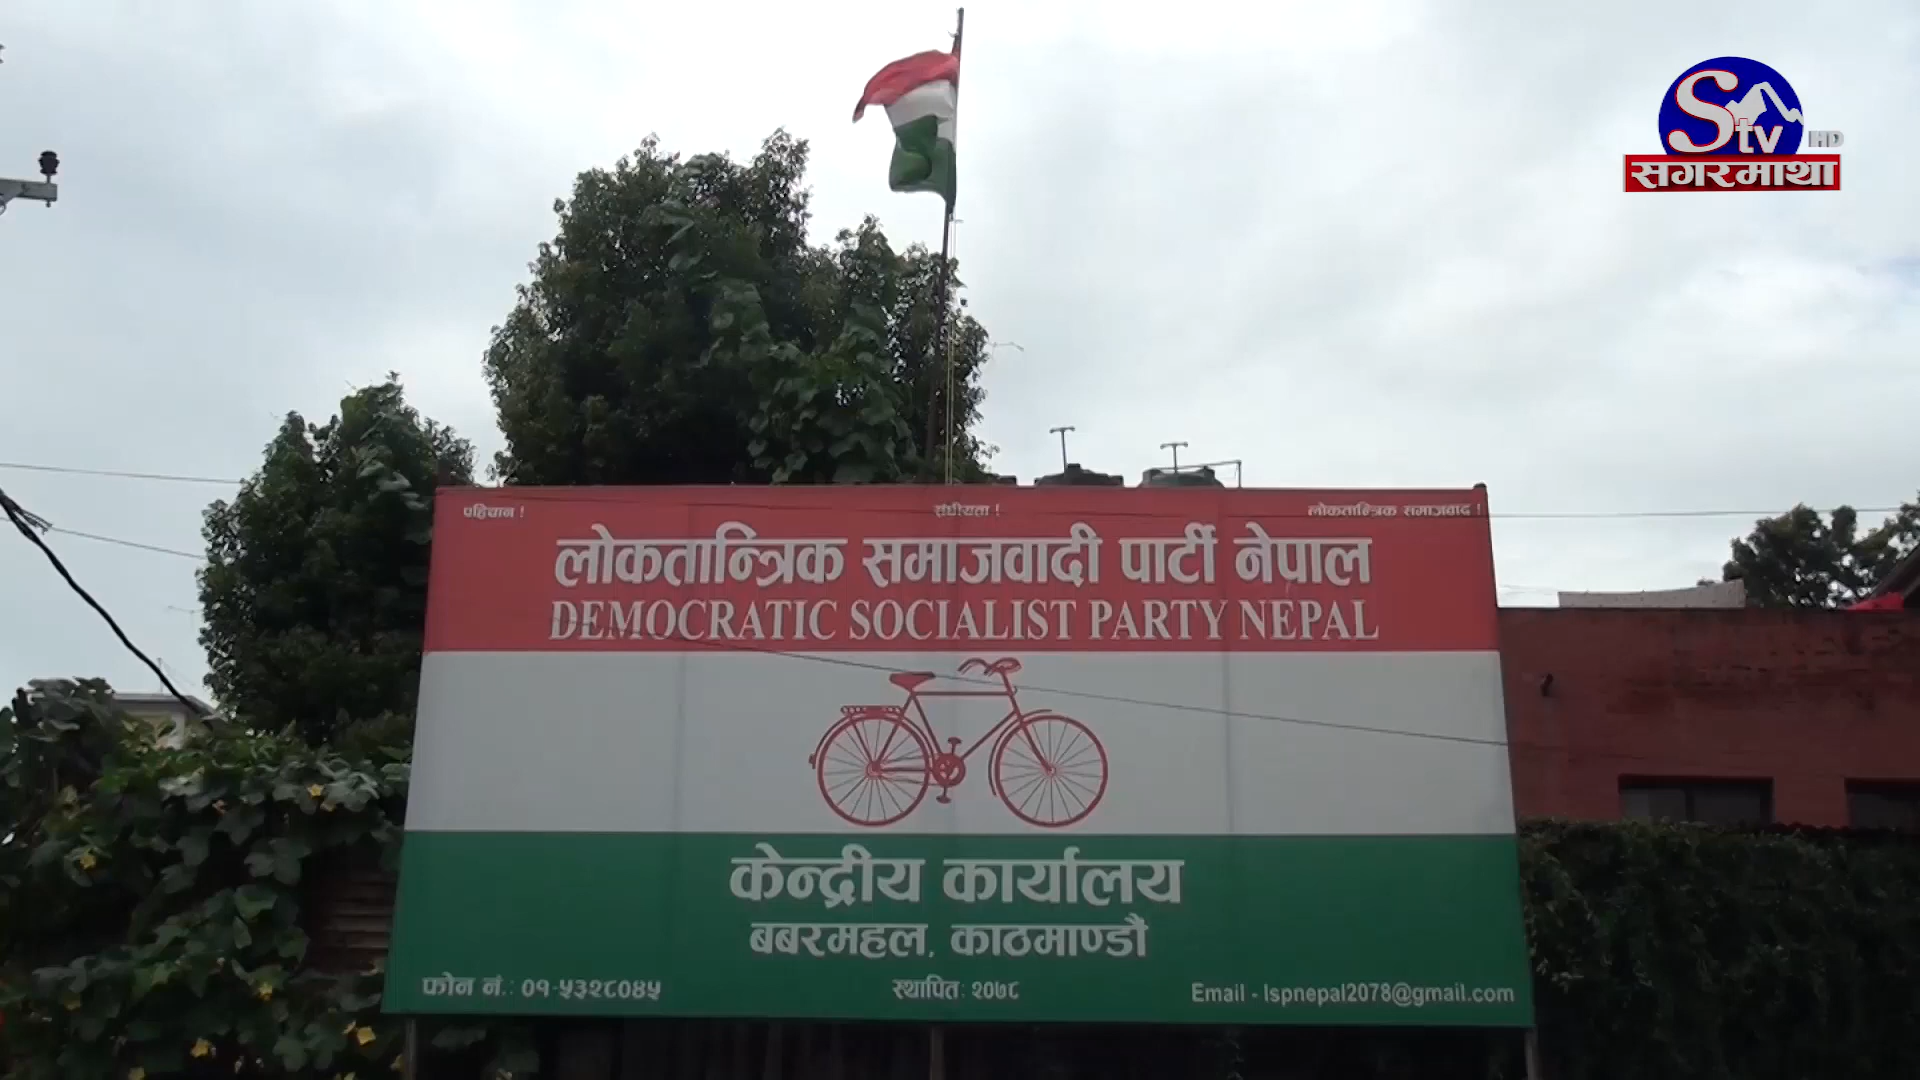 Stv HD
सगरमाथा
पहिचान ! संघीयता ! लोकतान्त्रिक समाजवाद !
लोकतान्त्रिक समाजवादी पार्टी नेपाल
DEMOCRATIC SOCIALIST PARTY NEPAL
केन्द्रीय कार्यालय
बबरमहल, काठमाण्डौं
फोन नं.: ०१-५३२८०४५ स्थापित: २०७८ Email - lspnepal2078@gmail.com